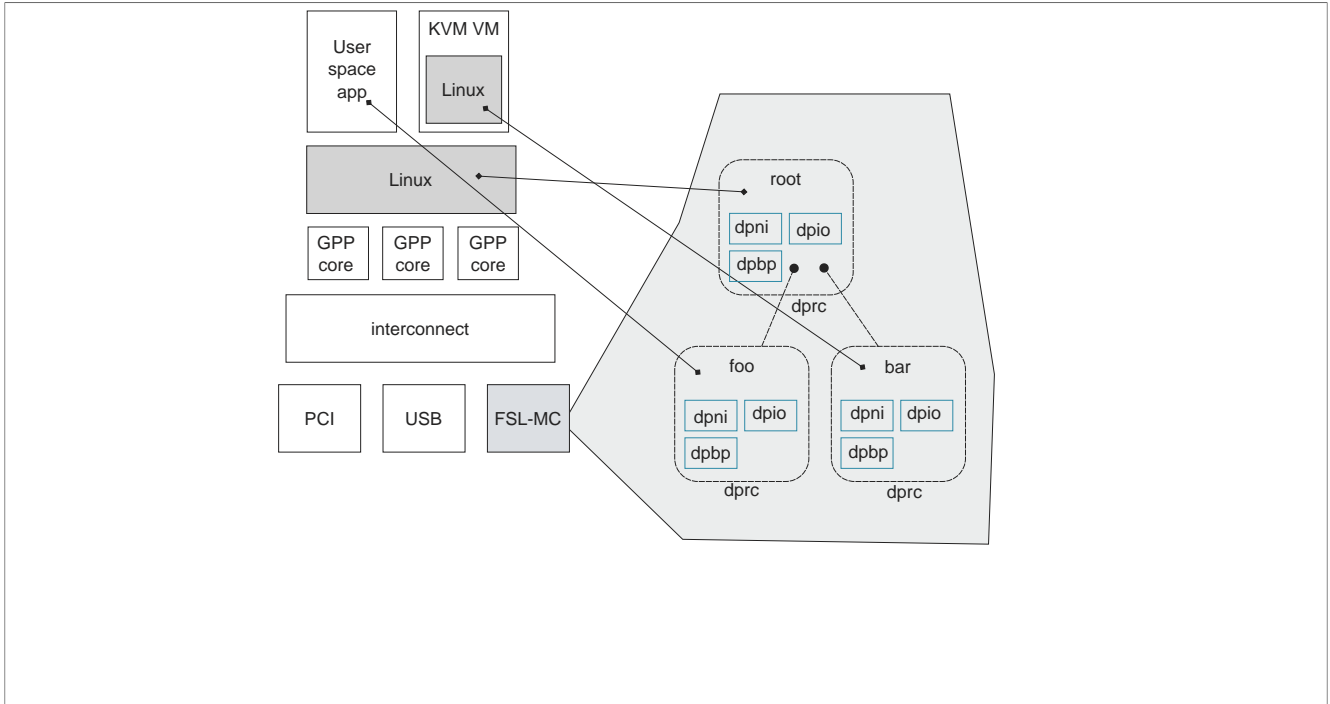 User
space
app
KVM VM
Linux
Linux
GPP
core
GPP
core
GPP
core
interconnect
PCI
USB
FSL-MC
root
dpni
dpio
dpbp
dprc
foo
dpni
dpio
dpbp
dprc
bar
dpni
dpio
dpbp
dprc